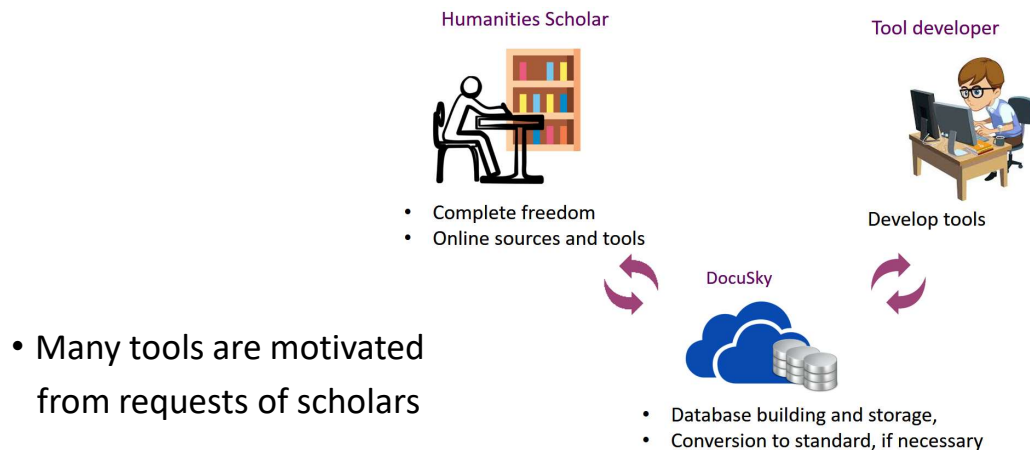 Humanities Scholar
Tool developer
• Complete freedom
• Online sources and tools
Develop tools
DocuSky
• Many tools are motivated
from requests of scholars
• Database building and storage,
• Conversion to standard, if necessary